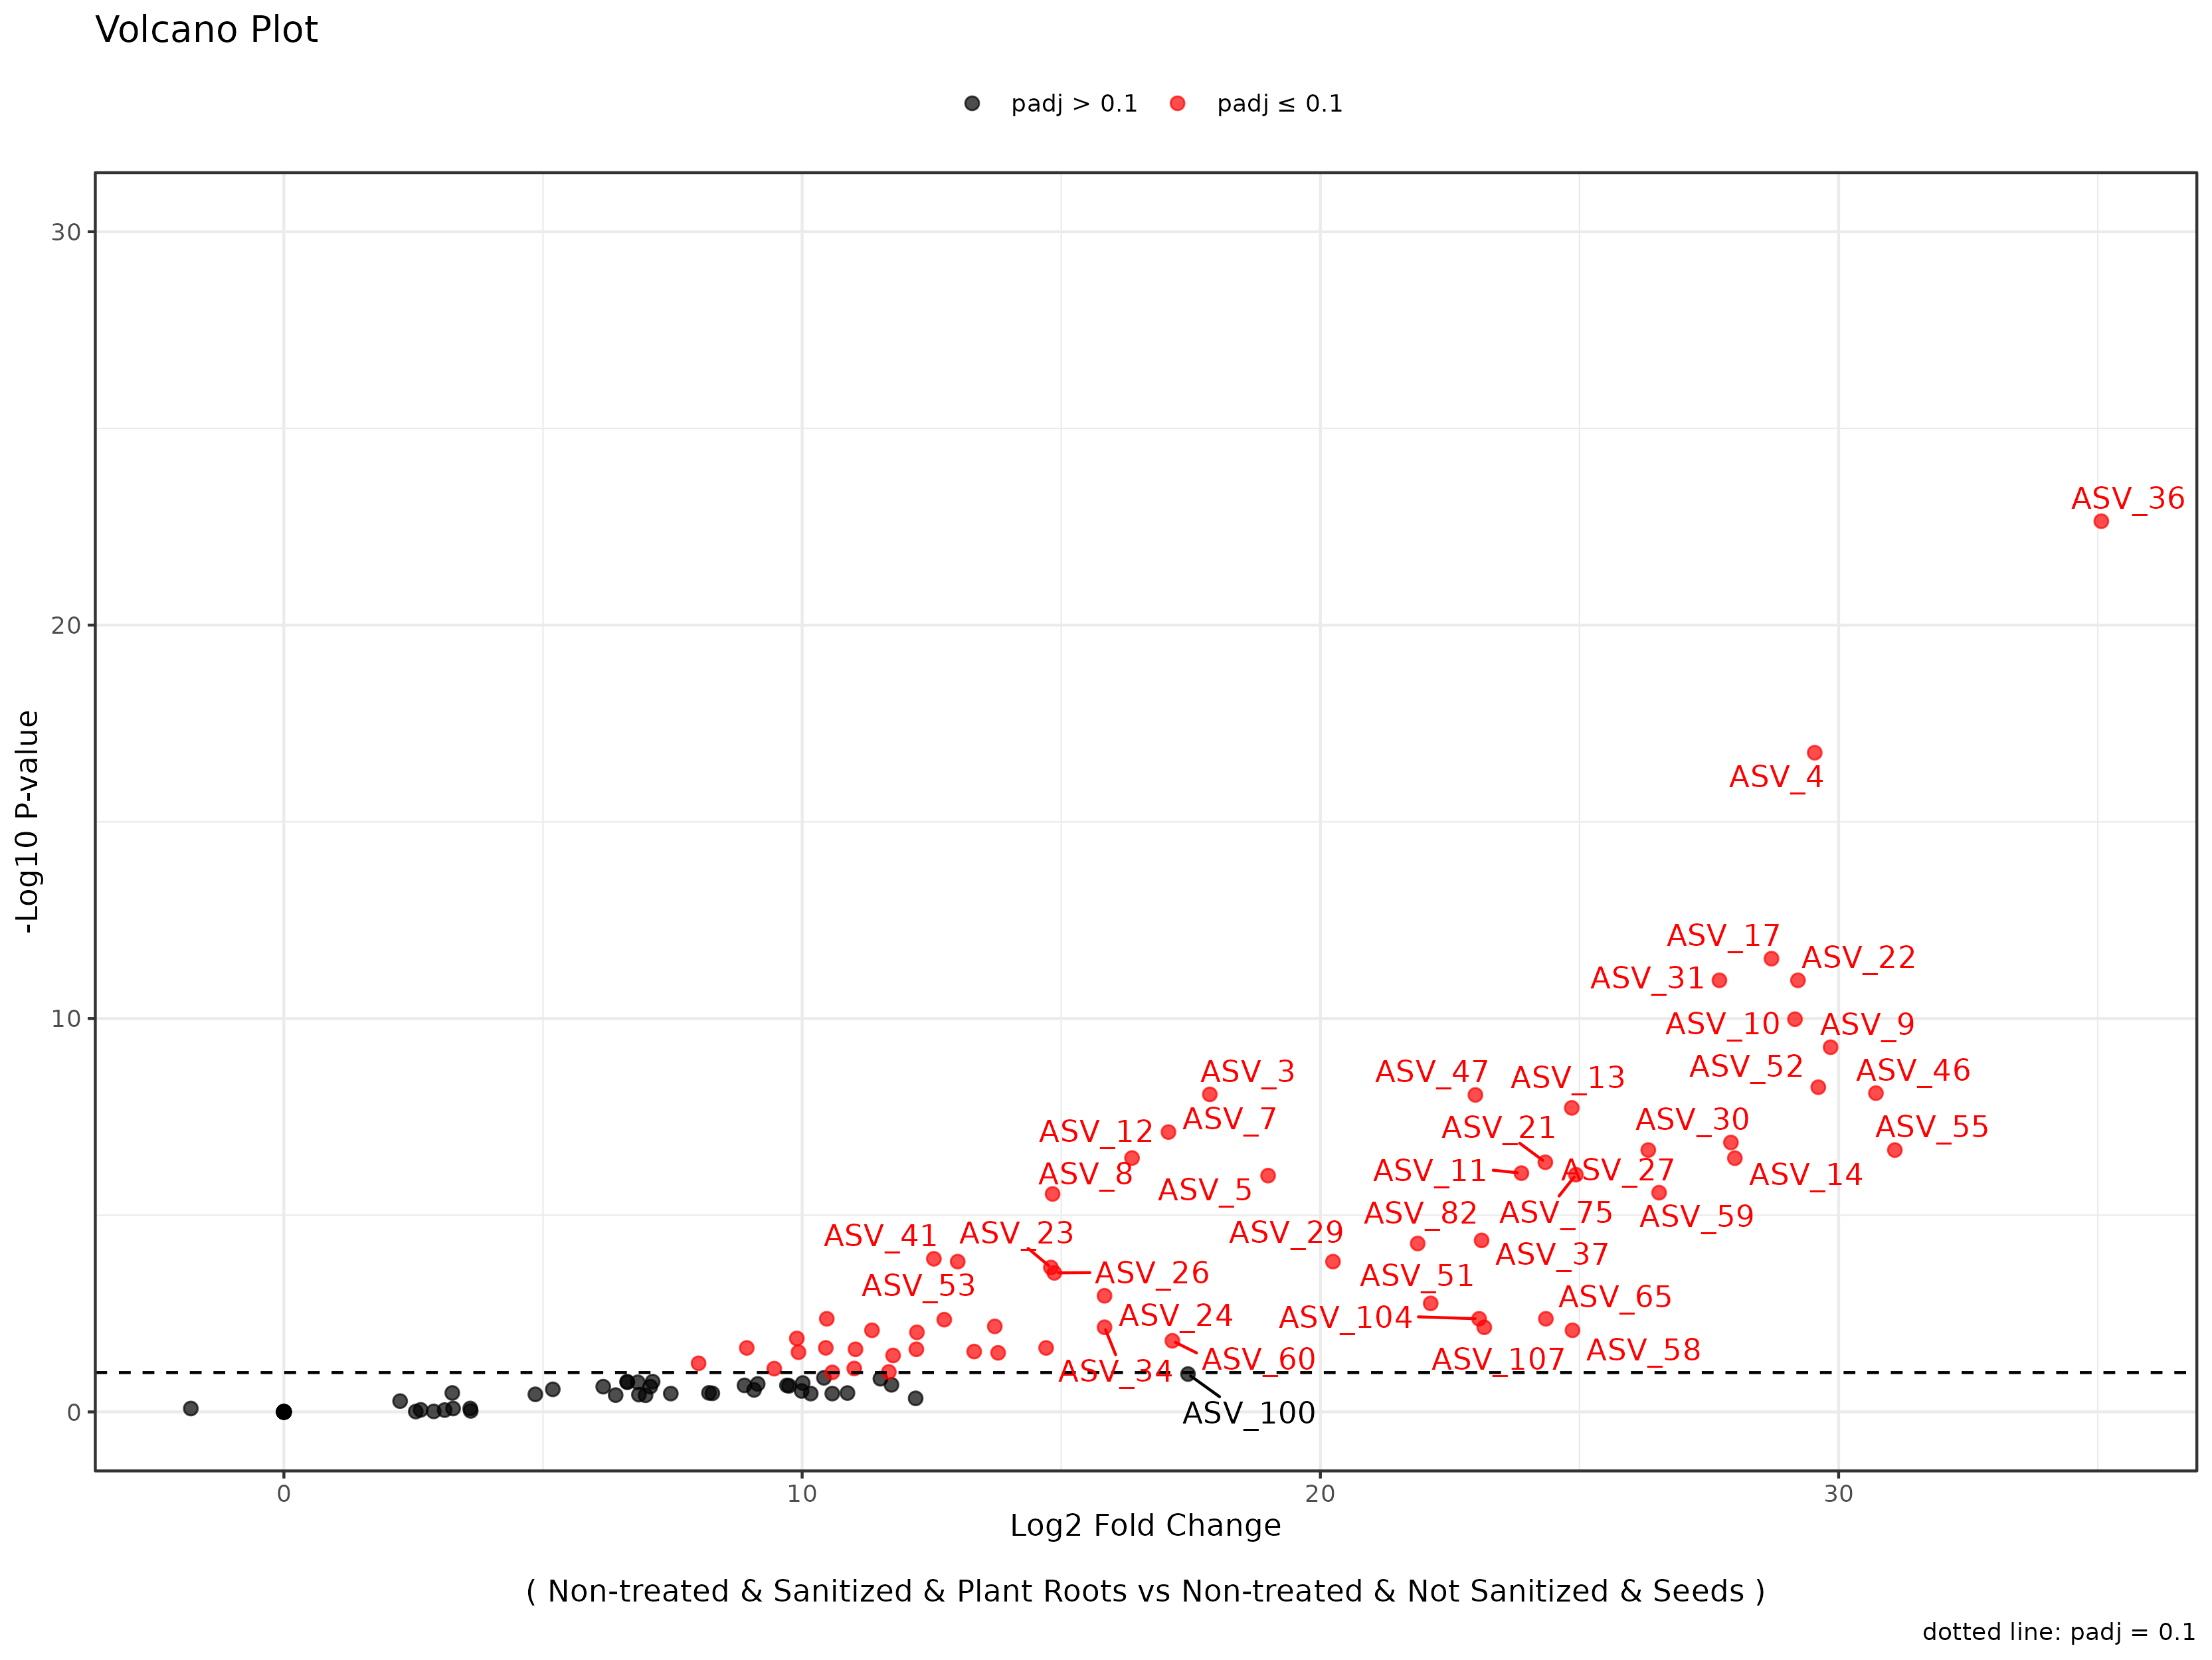 Volcano Plot
padj > 0.1 padj ≤ 0.1
30
ASV_36
20
ASV_4
-Log10 P-value
ASV_17
ASV_22
ASV_31
10
ASV_10
ASV_9
ASV_52
ASV_3
ASV_47
ASV_13
ASV_46
ASV_12
ASV_7
ASV_21
ASV_30
ASV_55
ASV_8
ASV_5
ASV_11
ASV_27
ASV_14
ASV_41
ASV_23
ASV_29
ASV_82
ASV_75
ASV_59
ASV_53
ASV_26
ASV_51
ASV_37
ASV_24
ASV_104
ASV_65
ASV_34
ASV_60
ASV_107
ASV_58
0
ASV_100
0 10 20 30
Log2 Fold Change
( Non-treated & Sanitized & Plant Roots vs Non-treated & Not Sanitized & Seeds )
dotted line: padj = 0.1